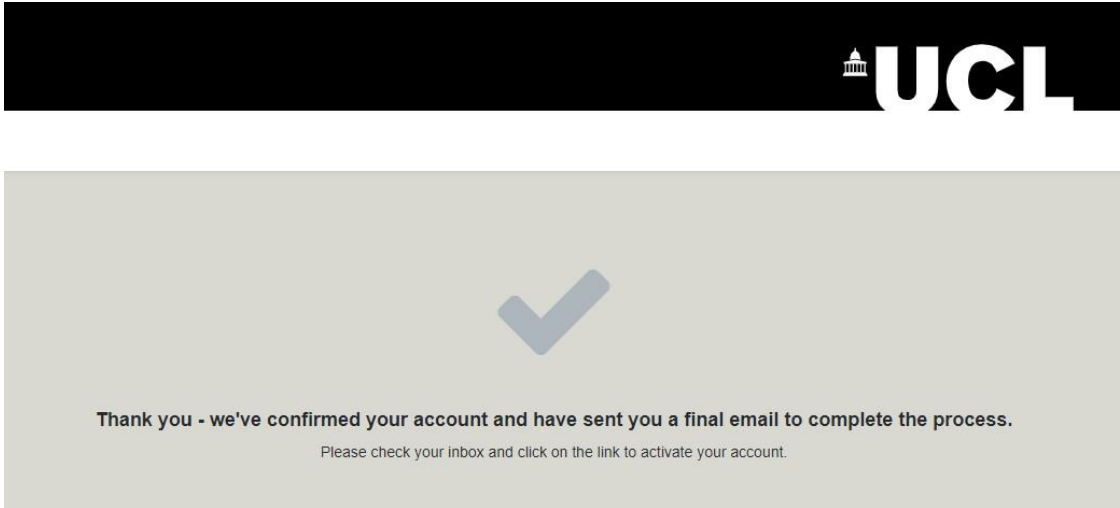 UCL
Thank you - we've confirmed your account and have sent you a final email to complete the process.
Please check your inbox and click on the link to activate your account.